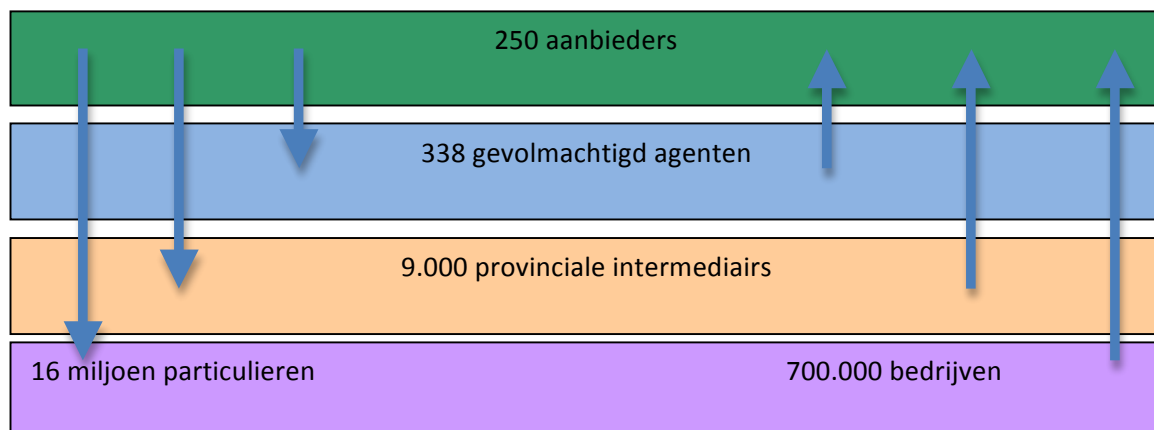 250 aanbieders
338 gevolmachtigd agenten
9.000 provinciale intermediairs
16 miljoen particulieren
700.000 bedrijven